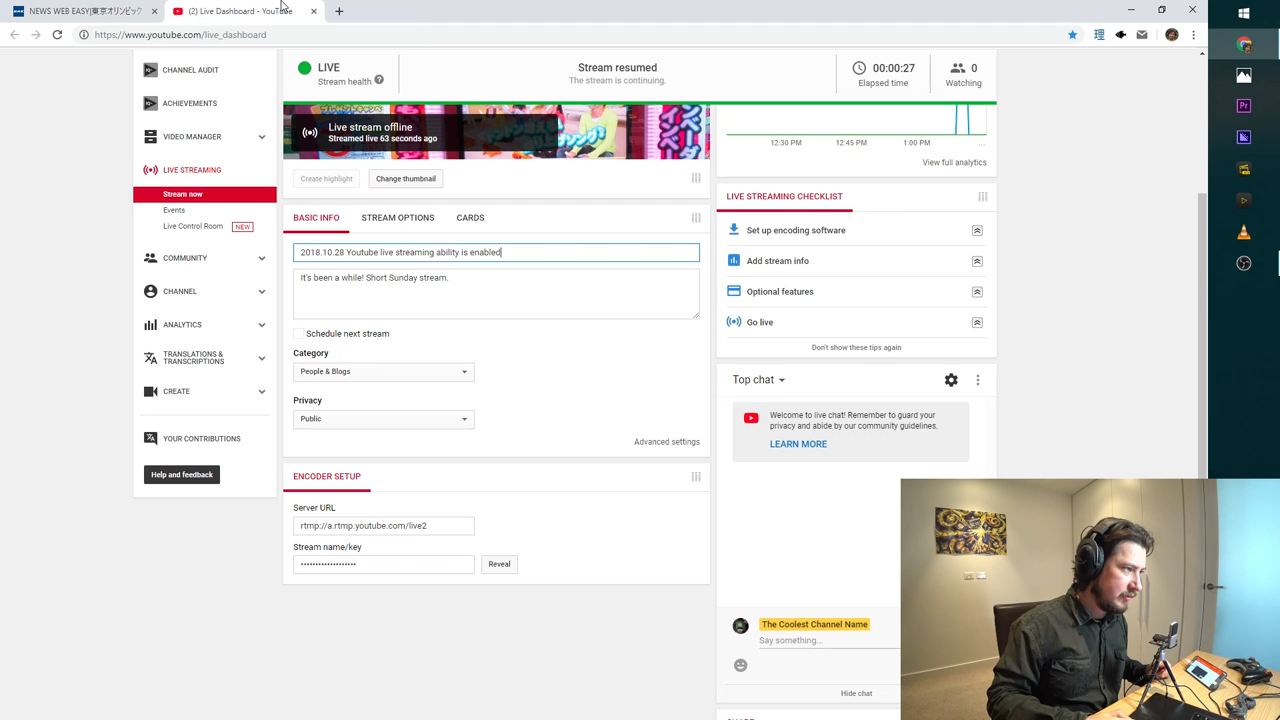 NEWS WEB EASY|東京オリンピック
(2) Live Dashboard - YouTube
https://www.youtube.com/live_dashboard
CHANNEL AUDIT
ACHIEVEMENTS
VIDEO MANAGER
LIVE STREAMING
Stream now
Events
Live Control Room NEW
COMMUNITY
CHANNEL
ANALYTICS
TRANSLATIONS &
TRANSCRIPTIONS
CREATE
YOUR CONTRIBUTIONS
Help and feedback
LIVE
Stream health ?
Stream resumed
The stream is continuing.
00:00:27
Elapsed time
0
Watching
Live stream offline
Streamed live 63 seconds ago
Create highlight
Change thumbnail
BASIC INFO
STREAM OPTIONS
CARDS
2018.10.28 Youtube live streaming ability is enabled
It's been a while! Short Sunday stream.
Schedule next stream
Category
People & Blogs
Privacy
Public
Advanced settings
ENCODER SETUP
Server URL
rtmp://a.rtmp.youtube.com/live2
Stream name/key
••••••••••••••••••• Reveal
12:30 PM 12:45 PM 1:00 PM ...
View full analytics
LIVE STREAMING CHECKLIST
Set up encoding software
Add stream info
Optional features
Go live
Don't show these tips again
Top chat
Welcome to live chat! Remember to guard your
privacy and abide by our community guidelines.
LEARN MORE
The Coolest Channel Name
Say something...
Hide chat
理
Pr